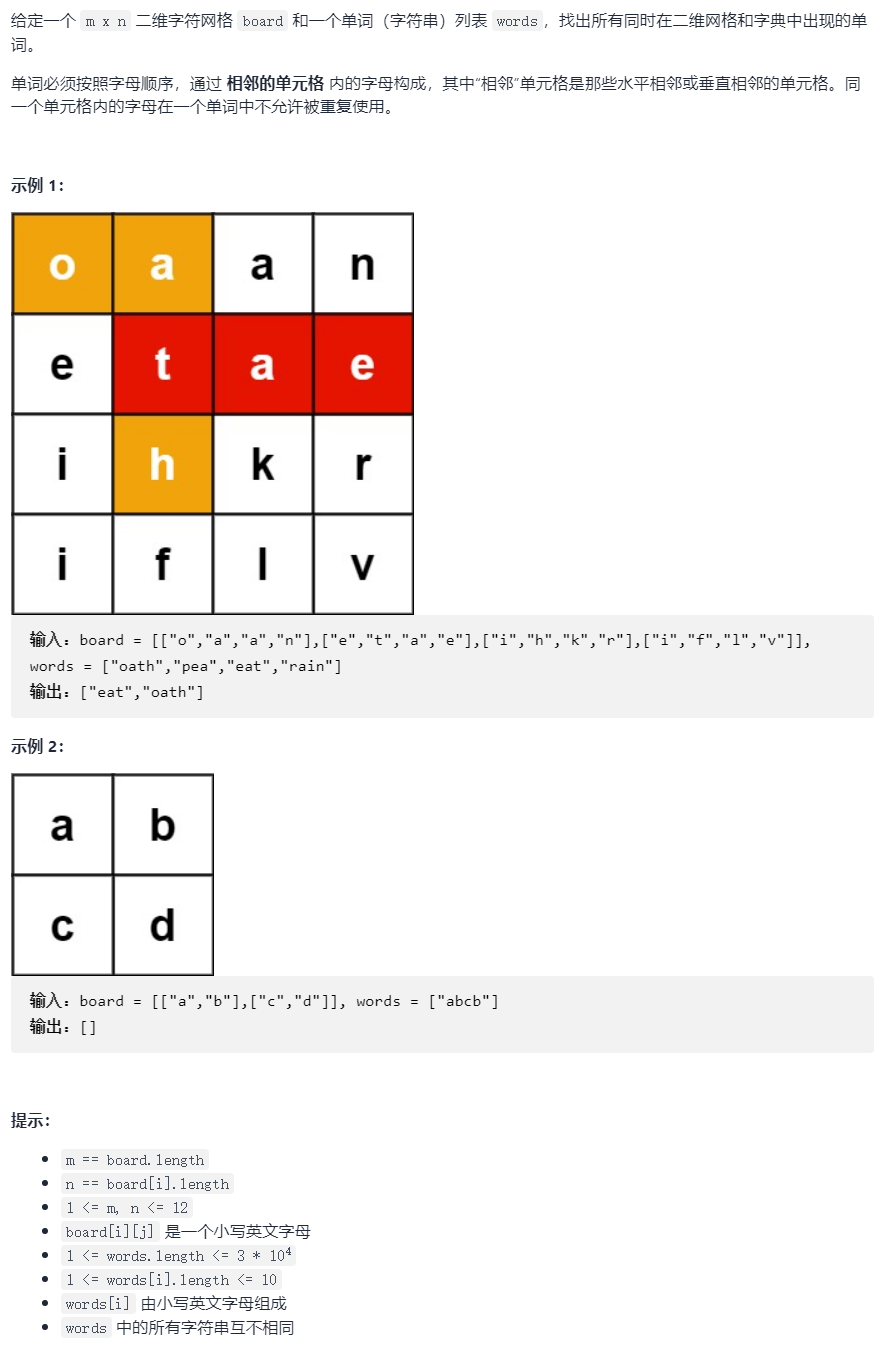 给定一个 m x n 二维字符网格 board 和一个单词（字符串）列表 words，找出所有同时在二维网格和字典中出现的单
词。
单词必须按照字母顺序，通过 相邻的单元格 内的字母构成，其中“相邻”单元格是那些水平相邻或垂直相邻的单元格。同
一个单元格内的字母在一个单词中不允许被重复使用。
示例 1：
o a a n
e t a e
i h k r
i f l v
输入：board = [["o","a","a","n"],["e","t","a","e"],["i","h","k","r"],["i","f","l","v"]],
words = ["oath","pea","eat","rain"]
输出：["eat","oath"]
示例 2：
a b
c d
输入：board = [["a","b"],["c","d"]], words = ["abcb"]
输出：[]
提示：
m == board.length
n == board[i].length
1 <= m, n <= 12
board[i][j] 是一个小写英文字母
1 <= words.length <= 3 * 10⁴
1 <= words[i].length <= 10
words[i] 由小写英文字母组成
words 中的所有字符串互不相同